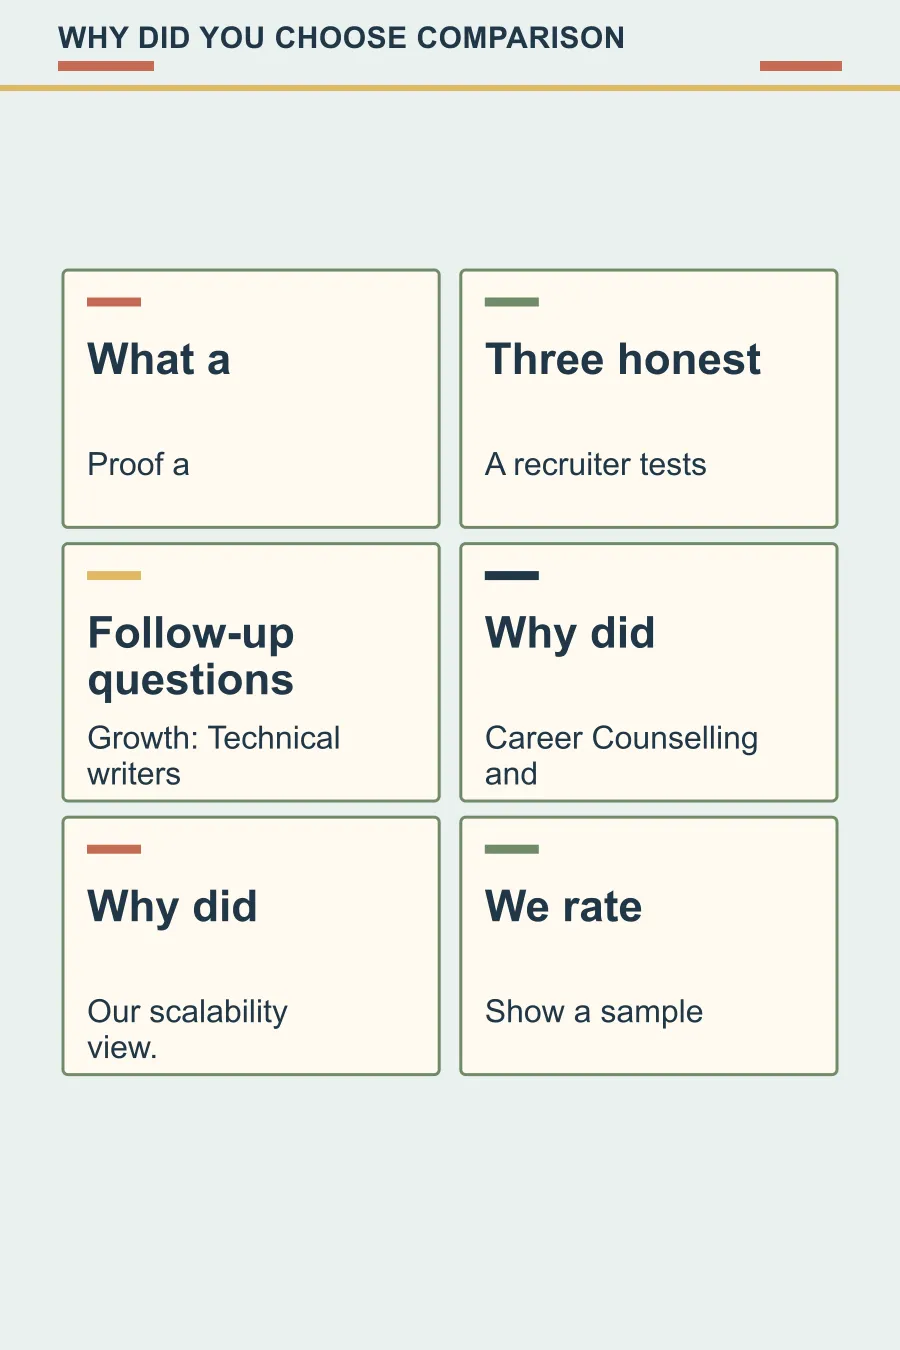 WHY DID YOU CHOOSE COMPARISON
What a
Proof a
Three honest
A recruiter tests
Follow-up
questions
Growth: Technical
writers
Why did
Career Counselling
and
Why did
Our scalability
view.
We rate
Show a sample